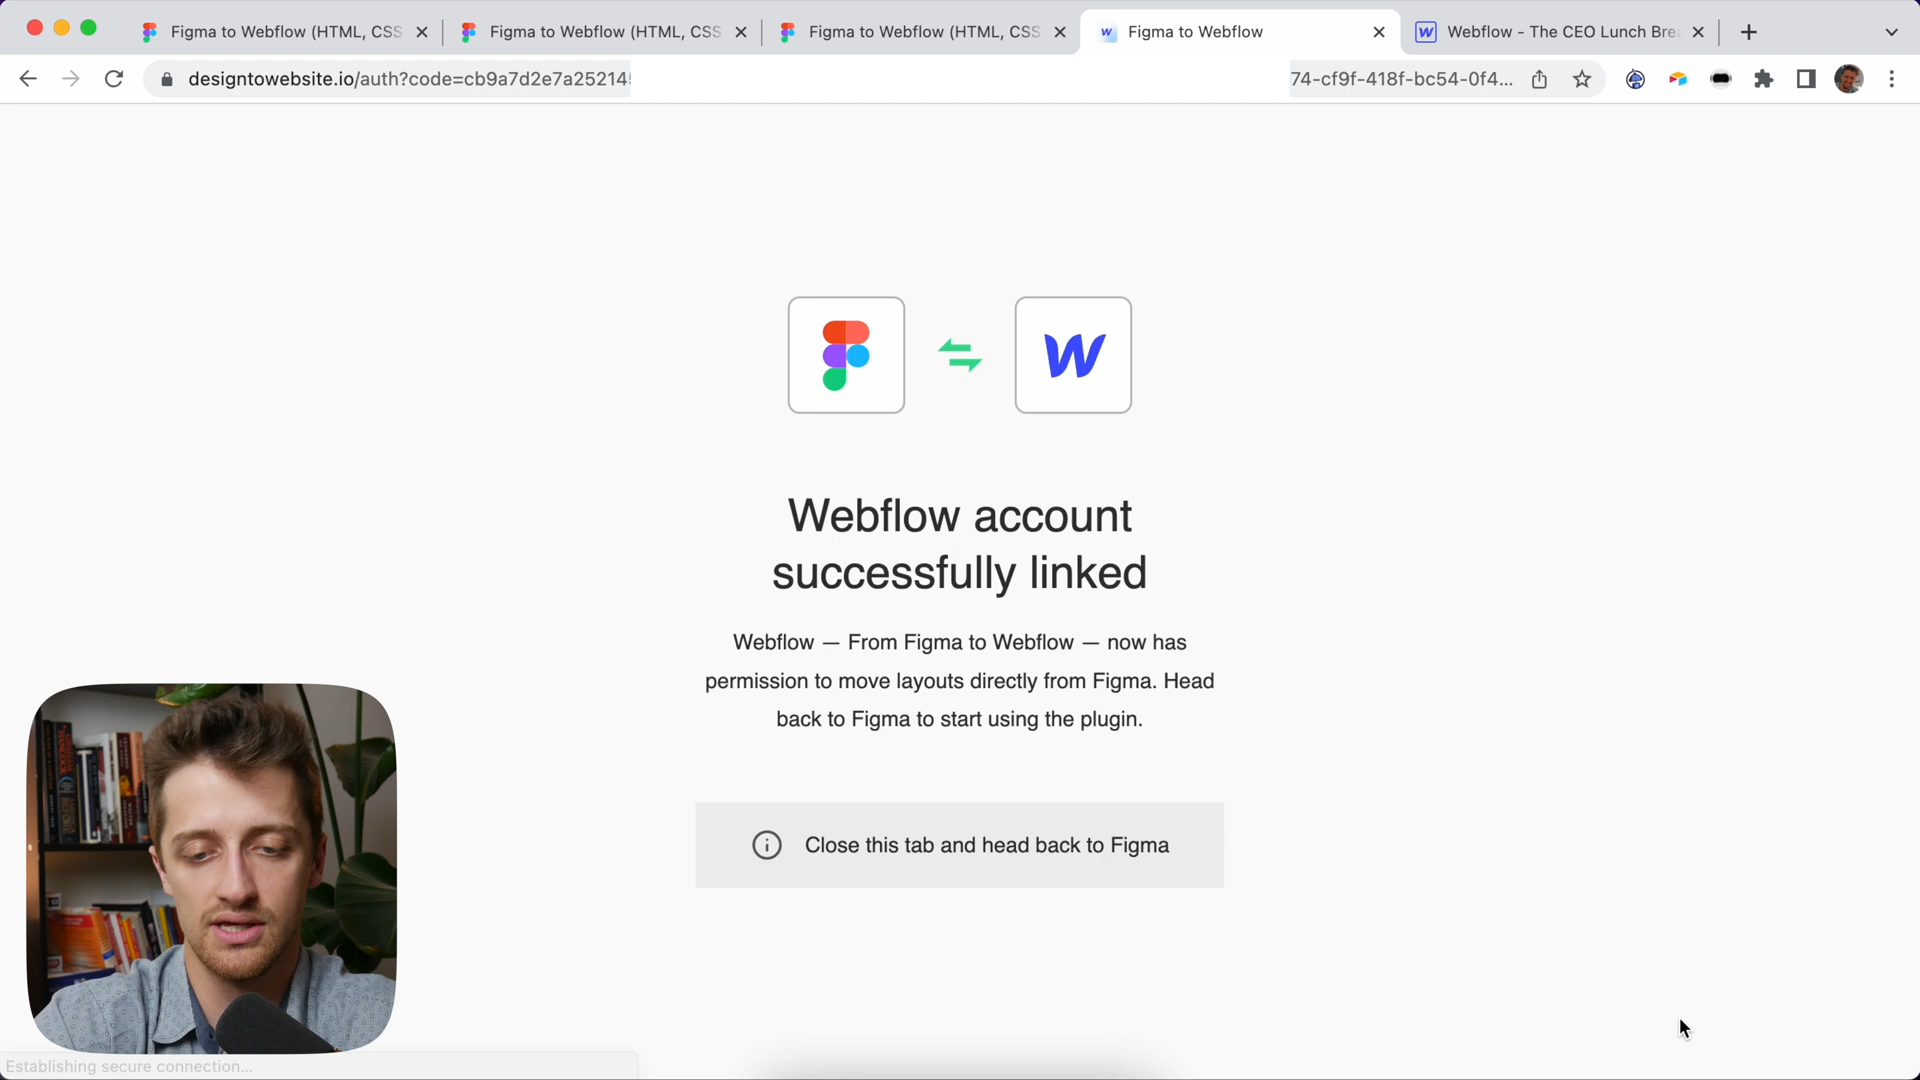 Figma to Webflow (HTML, CSS
Figma to Webflow (HTML, CSS
Figma to Webflow (HTML, CSS
Figma to Webflow
Webflow - The CEO Lunch Brea
designtowebsite.io/auth?code=cb9a7d2e7a25214
74-cf9f-418f-bc54-0f4...
Webflow account
successfully linked
Webflow — From Figma to Webflow — now has
permission to move layouts directly from Figma. Head
back to Figma to start using the plugin.
Close this tab and head back to Figma
Establishing secure connection...